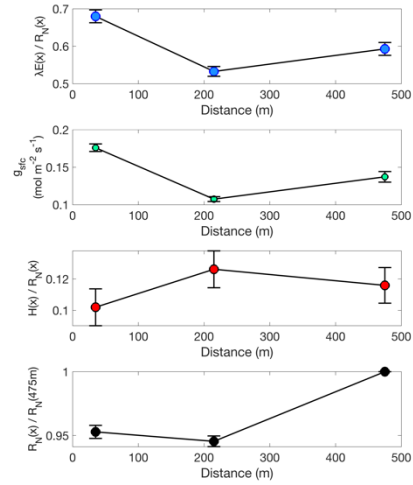 0.7
0.6
0.5
λE(x) / R_N(x)
0 100 200 300 400 500
Distance (m)
0.2
0.15
0.1
g_sfc
(mol m⁻² s⁻¹)
0 100 200 300 400 500
Distance (m)
0.12
0.1
H(x) / R_N(x)
0 100 200 300 400 500
Distance (m)
1
0.95
R_N(x) / R_N(475m)
0 100 200 300 400 500
Distance (m)